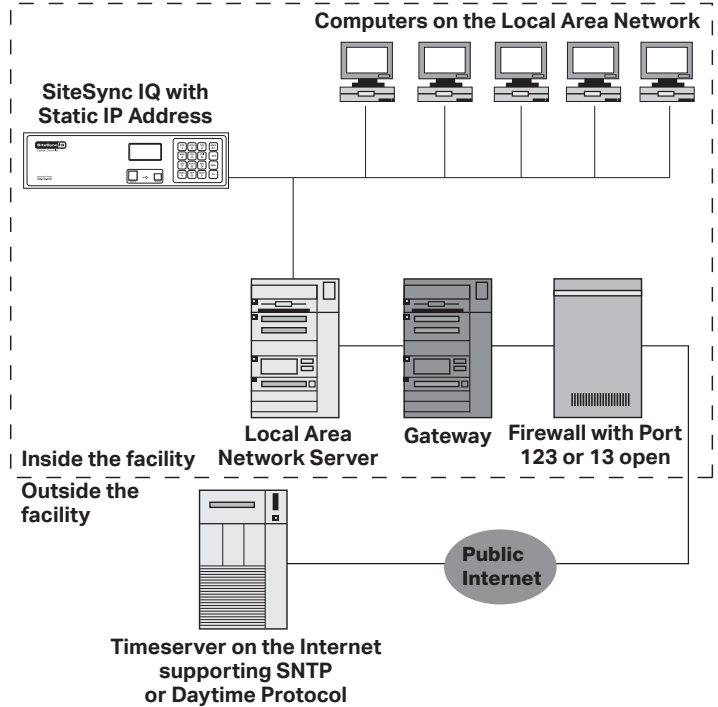 Computers on the Local Area Network
SiteSync IQ with
Static IP Address
SiteSync IQ
Local Area
Network Server
Gateway
Firewall with Port
123 or 13 open
Inside the facility
Outside the
facility
Public
Internet
Timeserver on the Internet
supporting SNTP
or Daytime Protocol